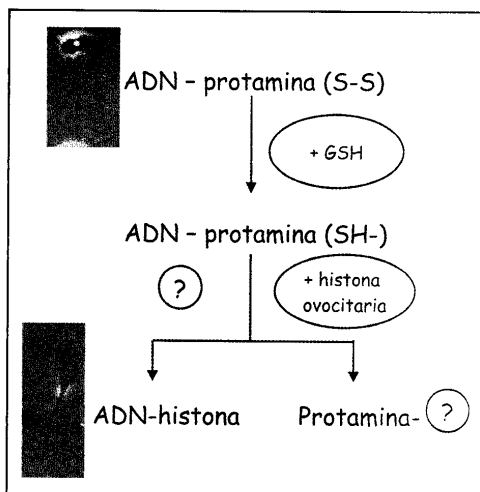 ADN – protamina (S-S)
+ GSH
ADN – protamina (SH-)
?
+ histona
ovocitaria
ADN-histona
Protamina- ?